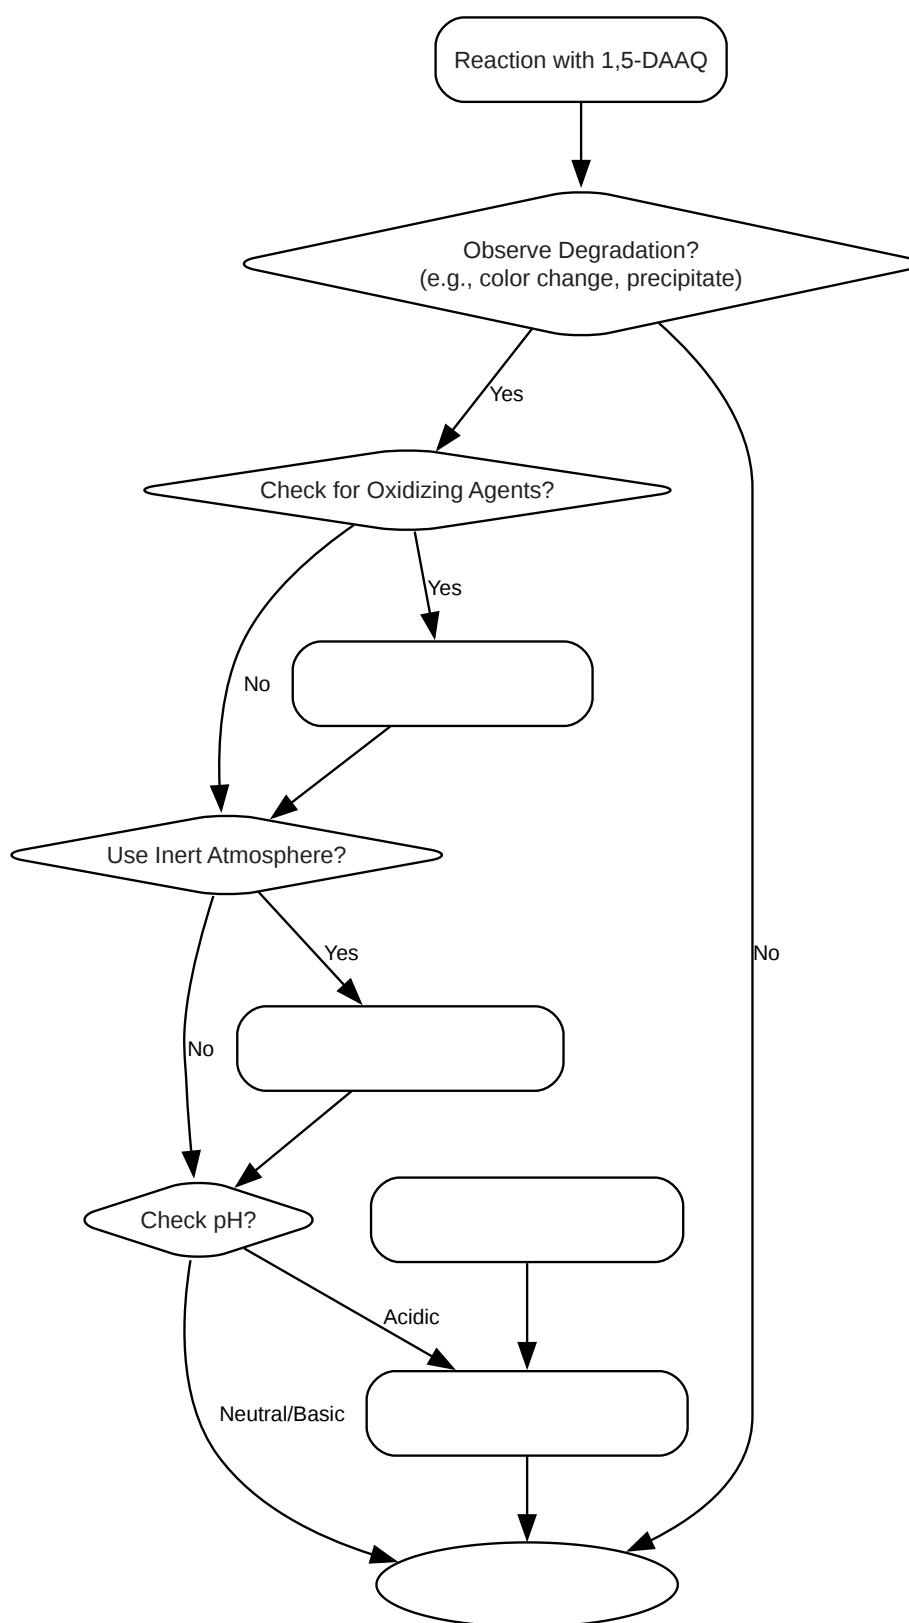 Reaction with 1,5-DAAQ
Observe Degradation?
(e.g., color change, precipitate)
Yes
Check for Oxidizing Agents?
Yes
No
Use Inert Atmosphere?
Yes
No
No
Check pH?
Acidic
Neutral/Basic